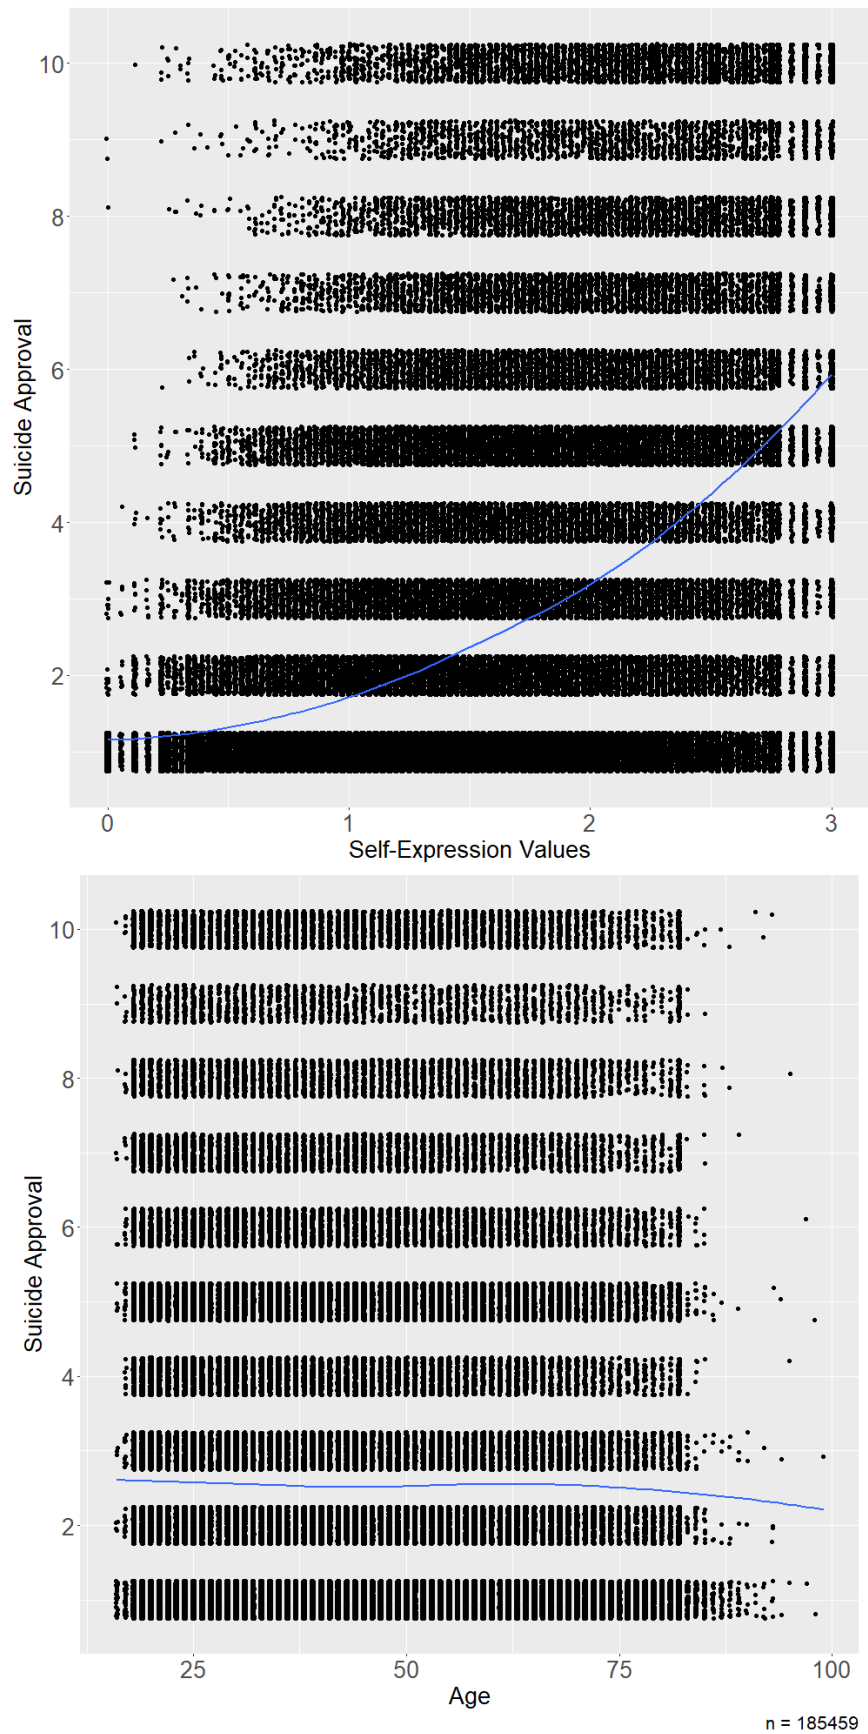 10
8
6
4
2
Suicide Approval
0 1 2 3
Self-Expression Values
10
8
6
4
2
Suicide Approval
25 50 75 100
Age
n = 185459